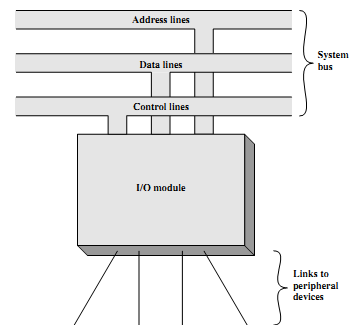 Address lines
Data lines
Control lines
System
bus
I/O module
Links to
peripheral
devices